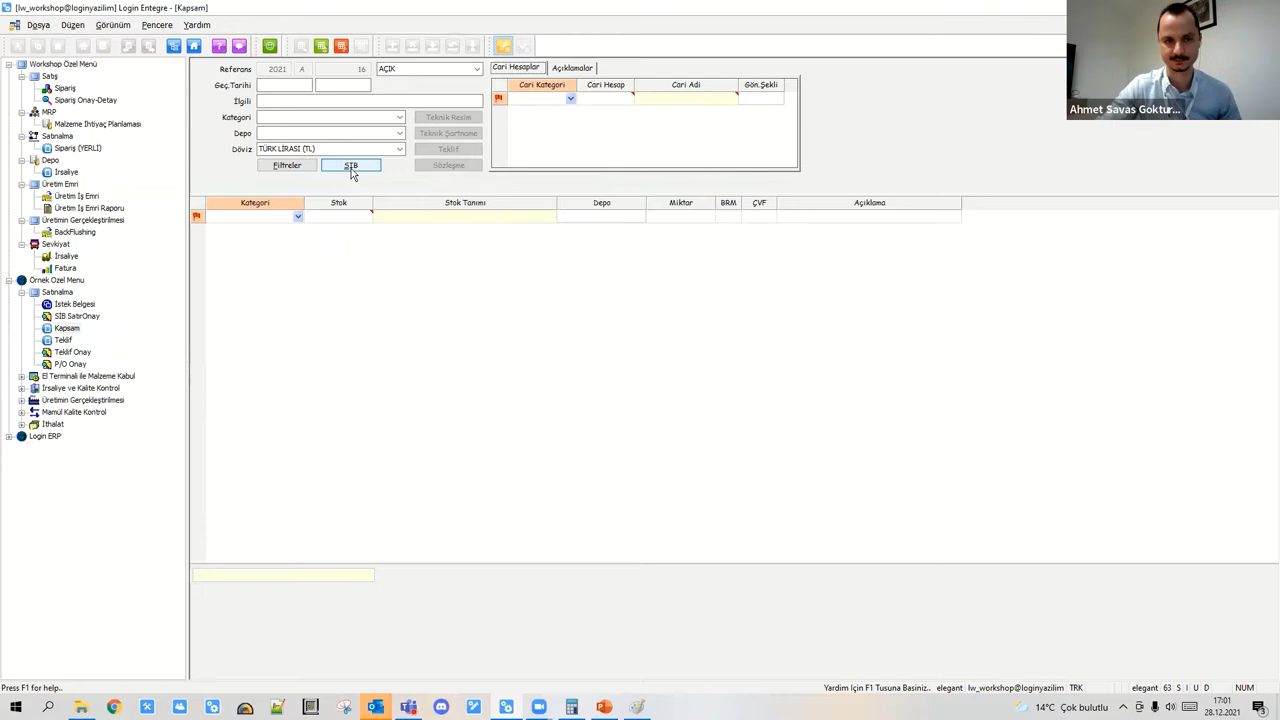 [lw_workshop@loginyazilim] Login Entegre - [Kapsam]
Dosya Düzen Görünüm Pencere Yardım
Workshop Özel Menü
Satış
Sipariş
Sipariş Onay-Detay
MRP
Malzeme İhtiyaç Planlaması
Satınalma
Sipariş (YERLİ)
Depo
İrsaliye
Üretim Emri
Üretim İş Emri
Üretim İş Emri Raporu
Üretimin Gerçekleştirilmesi
BackFlushing
Sevkiyat
İrsaliye
Fatura
Örnek Özel Menu
Satınalma
İstek Belgesi
SİB SatırOnay
Kapsam
Teklif
Teklif Onay
P/O Onay
El Terminali ile Malzeme Kabul
İrsaliye ve Kalite Kontrol
Üretimin Gerçekleştirilmesi
Mamül Kalite Kontrol
İthalat
Login ERP
Referans 2021 A 16 AÇIK
Geç.Tarihi
İlgili
Kategori Teknik Resim
Depo Teknik Şartname
Döviz TÜRK LİRASI (TL) Teklif
Filtreler SİB Sözleşme
Cari Hesaplar Açıklamalar
Cari Kategori Cari Hesap Cari Adi Gön.Şekli
Kategori Stok Stok Tanımı Depo Miktar BRM ÇVF Açıklama
Ahmet Savas Goktur...
Press F1 for help..
Yardim Için F1 Tusuna Basiniz.. elegant lw_workshop@loginyazilim TRK elegant 63 S I U D NUM
14°C Çok bulutlu
17:01
28.12.2021
3